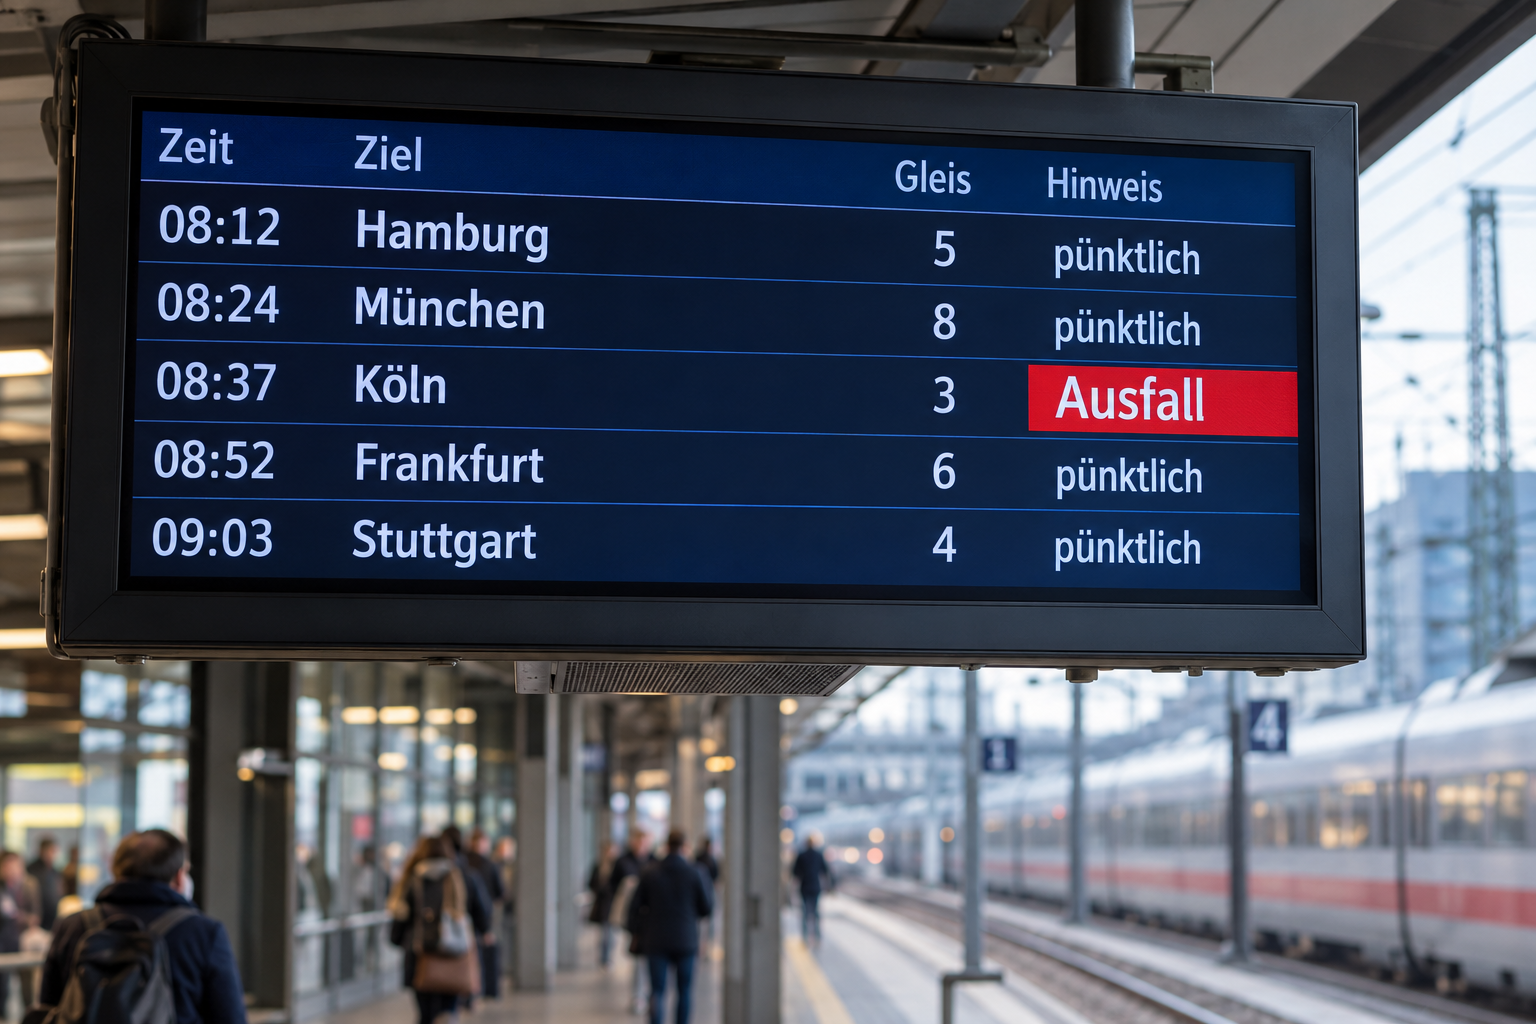 Zeit Ziel Gleis Hinweis
08:12 Hamburg 5 pünktlich
08:24 München 8 pünktlich
08:37 Köln 3 Ausfall
08:52 Frankfurt 6 pünktlich
09:03 Stuttgart 4 pünktlich
4